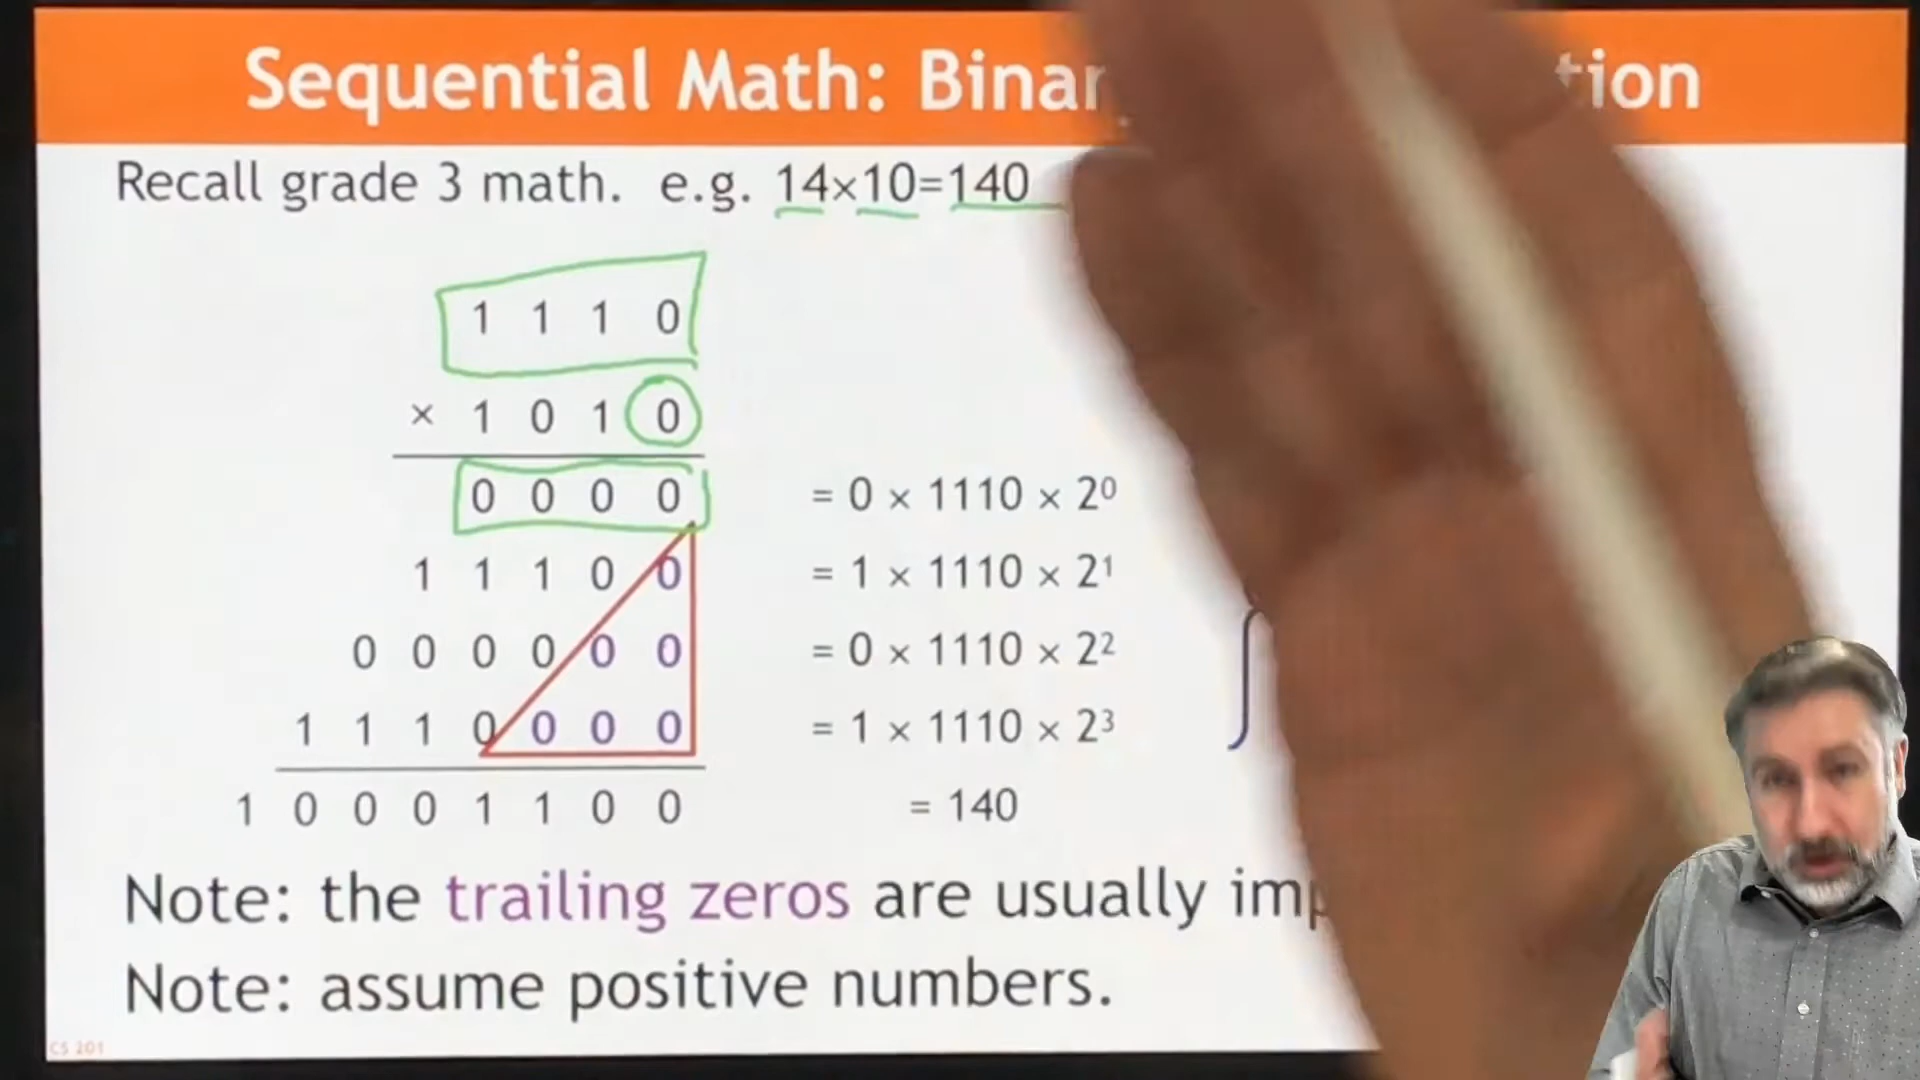 Sequential Math: Binar tion
Recall grade 3 math. e.g. 14×10=140
1 1 1 0
× 1 0 1 0
0 0 0 0 = 0 × 1110 × 2⁰
1 1 1 0 0 = 1 × 1110 × 2¹
0 0 0 0 0 0 = 0 × 1110 × 2²
1 1 1 0 0 0 0 = 1 × 1110 × 2³
1 0 0 0 1 1 0 0 = 140
Note: the trailing zeros are usually imp
Note: assume positive numbers.
CS 201